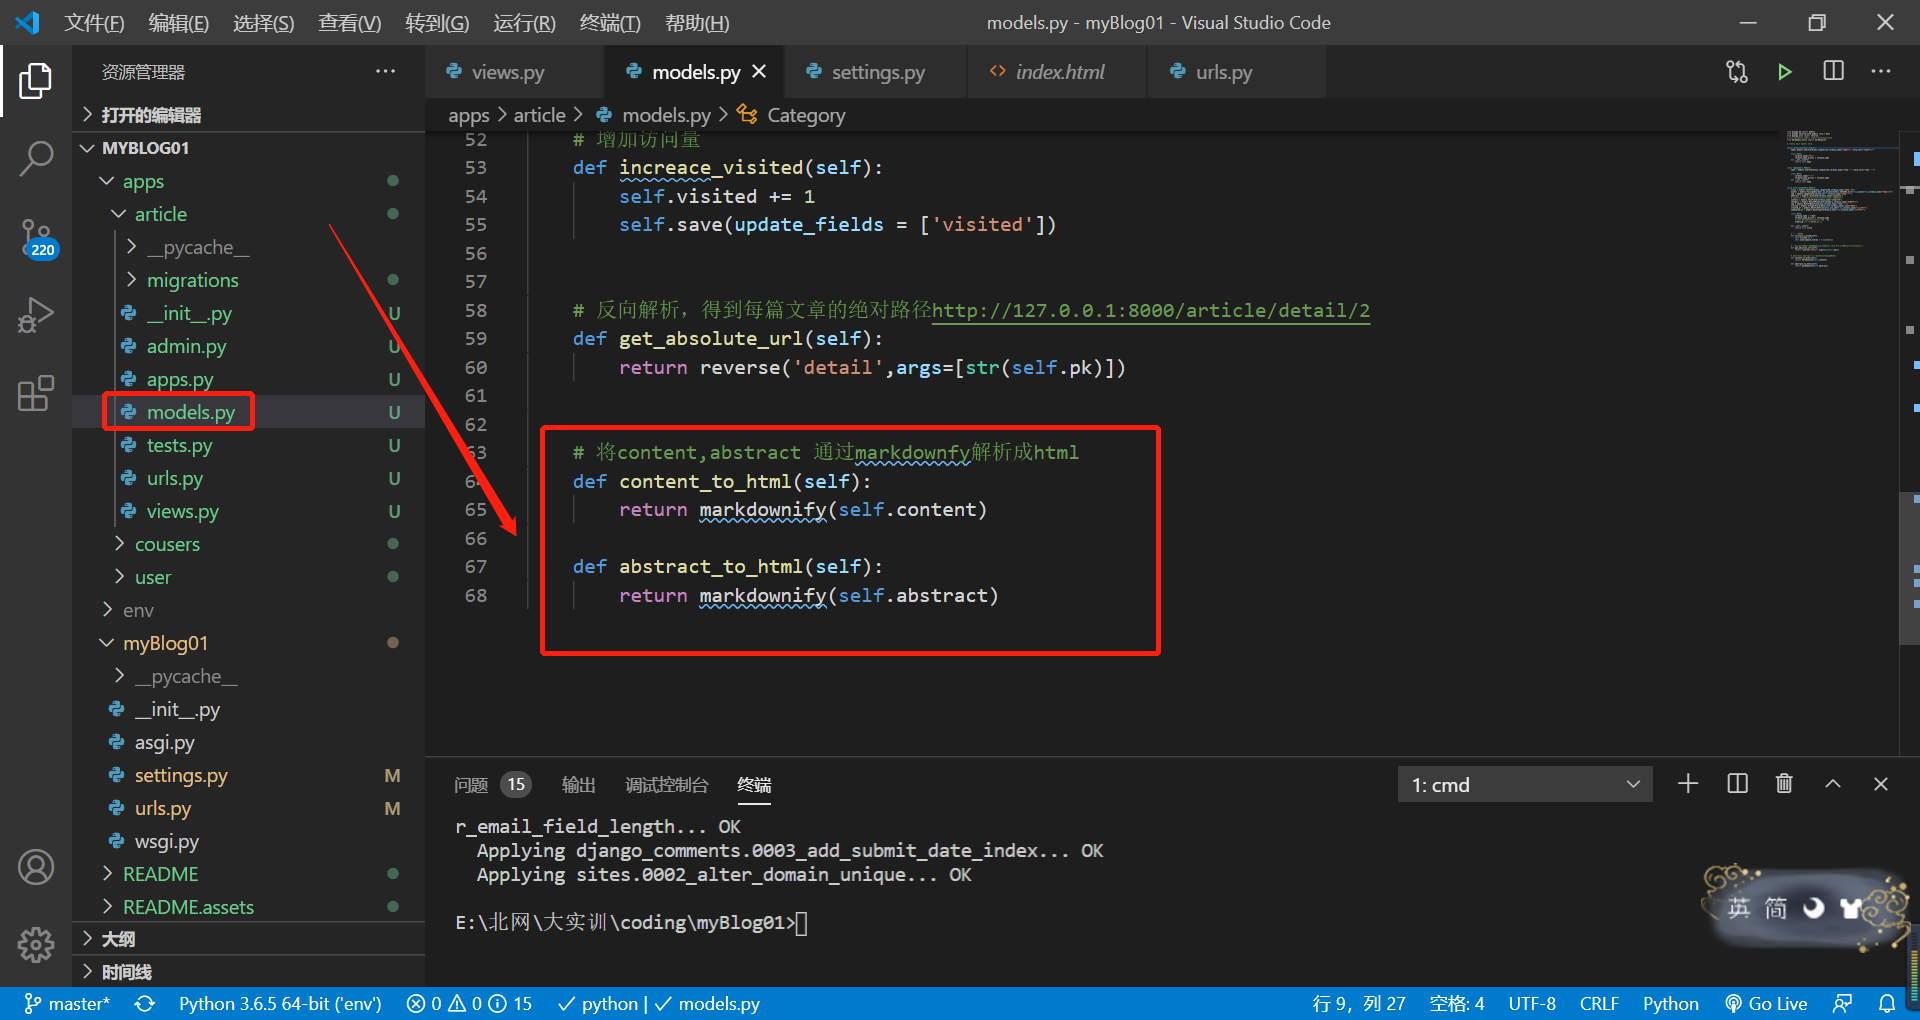 文件(F) 编辑(E) 选择(S) 查看(V) 转到(G) 运行(R) 终端(T) 帮助(H) models.py - myBlog01 - Visual Studio Code
资源管理器
打开的编辑器
MYBLOG01
apps
article
__pycache__
migrations
__init__.py U
admin.py U
apps.py U
models.py U
tests.py U
urls.py U
views.py U
cousers
user
env
myBlog01
__pycache__
__init__.py
asgi.py
settings.py M
urls.py M
wsgi.py
README
README.assets
大纲
时间线
220
views.py models.py settings.py index.html urls.py
apps > article > models.py > Category
52 # 增加访问量
53 def increace_visited(self):
54 self.visited += 1
55 self.save(update_fields = ['visited'])
56
57
58 # 反向解析，得到每篇文章的绝对路径http://127.0.0.1:8000/article/detail/2
59 def get_absolute_url(self):
60 return reverse('detail',args=[str(self.pk)])
61
62
63 # 将content,abstract 通过markdownfy解析成html
64 def content_to_html(self):
65 return markdownify(self.content)
66
67 def abstract_to_html(self):
68 return markdownify(self.abstract)
问题 15 输出 调试控制台 终端 1: cmd
r_email_field_length... OK
Applying django_comments.0003_add_submit_date_index... OK
Applying sites.0002_alter_domain_unique... OK
E:\北网\大实训\coding\myBlog01>
英 简
master* Python 3.6.5 64-bit ('env') 0 0 15 python | models.py 行 9，列 27 空格: 4 UTF-8 CRLF Python Go Live